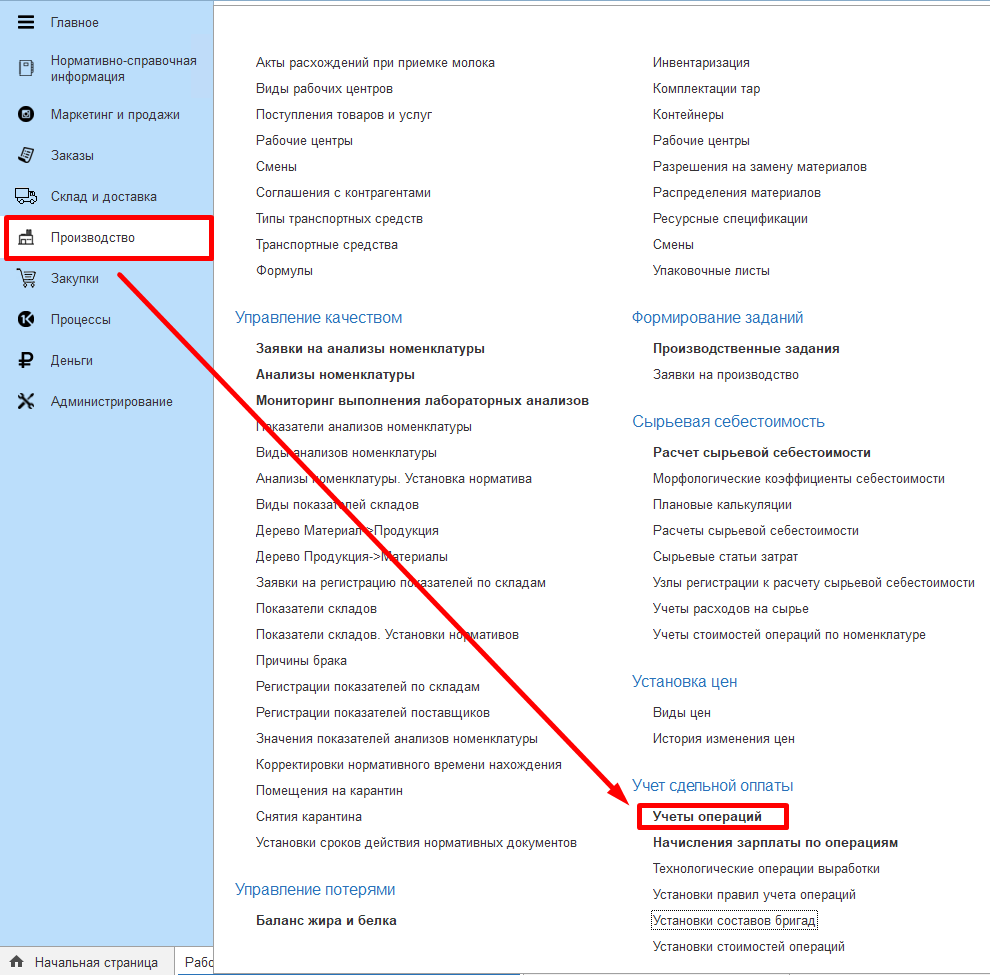 Главное
Нормативно-справочная
информация
Маркетинг и продажи
Заказы
Склад и доставка
Производство
Закупки
Процессы
Деньги
Администрирование
Акты расхождений при приемке молока
Виды рабочих центров
Поступления товаров и услуг
Рабочие центры
Смены
Соглашения с контрагентами
Типы транспортных средств
Транспортные средства
Формулы
Управление качеством
Заявки на анализы номенклатуры
Анализы номенклатуры
Мониторинг выполнения лабораторных анализов
Показатели анализов номенклатуры
Виды анализов номенклатуры
Анализы номенклатуры. Установка норматива
Виды показателей складов
Дерево Материал->Продукция
Дерево Продукция->Материалы
Заявки на регистрацию показателей по складам
Показатели складов
Показатели складов. Установки нормативов
Причины брака
Регистрации показателей по складам
Регистрации показателей поставщиков
Значения показателей анализов номенклатуры
Корректировки нормативного времени нахождения
Помещения на карантин
Снятия карантина
Установки сроков действия нормативных документов
Управление потерями
Баланс жира и белка
Инвентаризация
Комплектации тар
Контейнеры
Рабочие центры
Разрешения на замену материалов
Распределения материалов
Ресурсные спецификации
Смены
Упаковочные листы
Формирование заданий
Производственные задания
Заявки на производство
Сырьевая себестоимость
Расчет сырьевой себестоимости
Морфологические коэффициенты себестоимости
Плановые калькуляции
Расчеты сырьевой себестоимости
Сырьевые статьи затрат
Узлы регистрации к расчету сырьевой себестоимости
Учеты расходов на сырье
Учеты стоимостей операций по номенклатуре
Установка цен
Виды цен
История изменения цен
Учет сдельной оплаты
Учеты операций
Начисления зарплаты по операциям
Технологические операции выработки
Установки правил учета операций
Установки составов бригад
Установки стоимостей операций
Начальная страница
Рабо